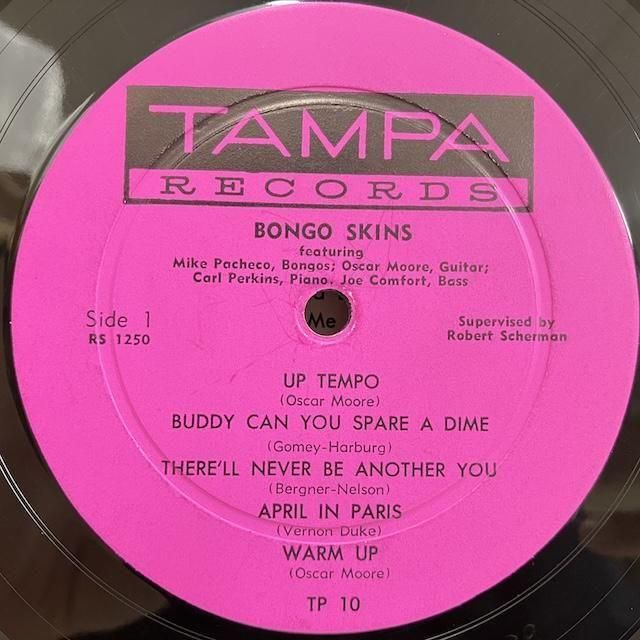 TAMPA
RECORDS
BONGO SKINS
featuring
Mike Pacheco, Bongos; Oscar Moore, Guitar;
Carl Perkins, Piano. Joe Comfort, Bass
Side 1
RS 1250
Me
Supervised by
Robert Scherman
UP TEMPO
(Oscar Moore)
BUDDY CAN YOU SPARE A DIME
(Gomey-Harburg)
THERE'LL NEVER BE ANOTHER YOU
(Bergner-Nelson)
APRIL IN PARIS
(Vernon Duke)
WARM UP
(Oscar Moore)
TP 10